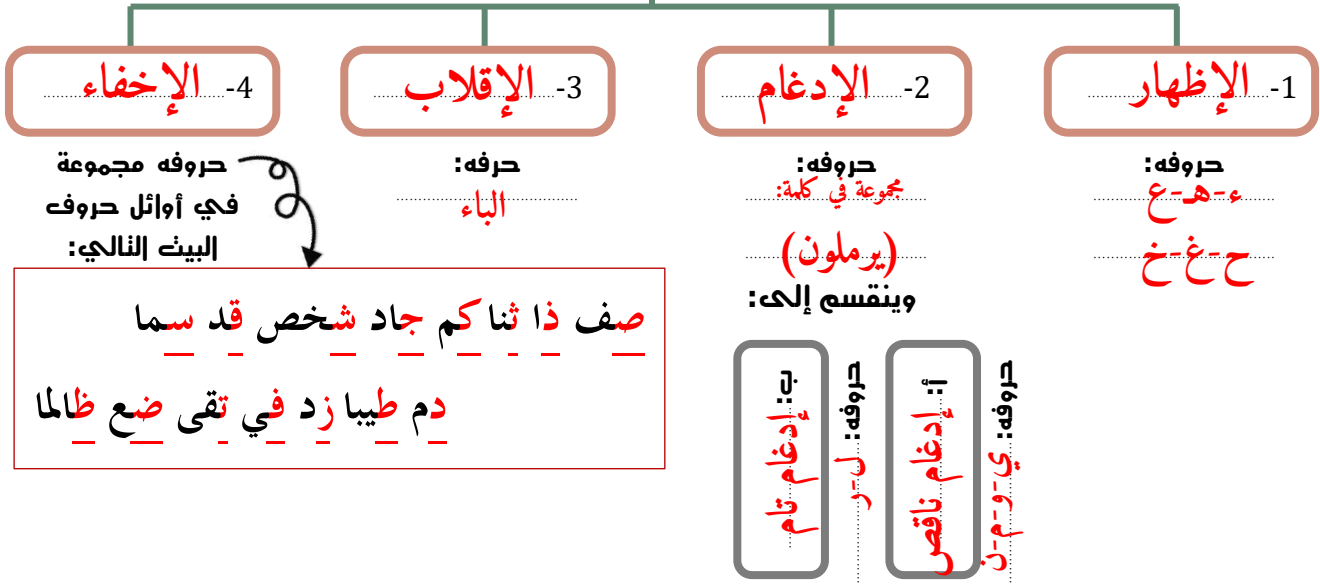 1- الإظهار
حروفه:
ء-هـ-ع
ح-غ-خ
2- الإدغام
حروفه:
مجموعة في كلمة:
(يرملون)
وينقسم إلى:
أ: إدغام ناقص
حروفه: ي-و-م-ن
ب: إدغام تام
حروفه: ل-ر
3- الإقلاب
حرفه:
الباء
4- الإخفاء
حروفه مجموعة
في أوائل حروف
البيت التالي:
صف ذا ثنا كم جاد شخص قد سما
دم طيبا زد في تقى ضع ظالما